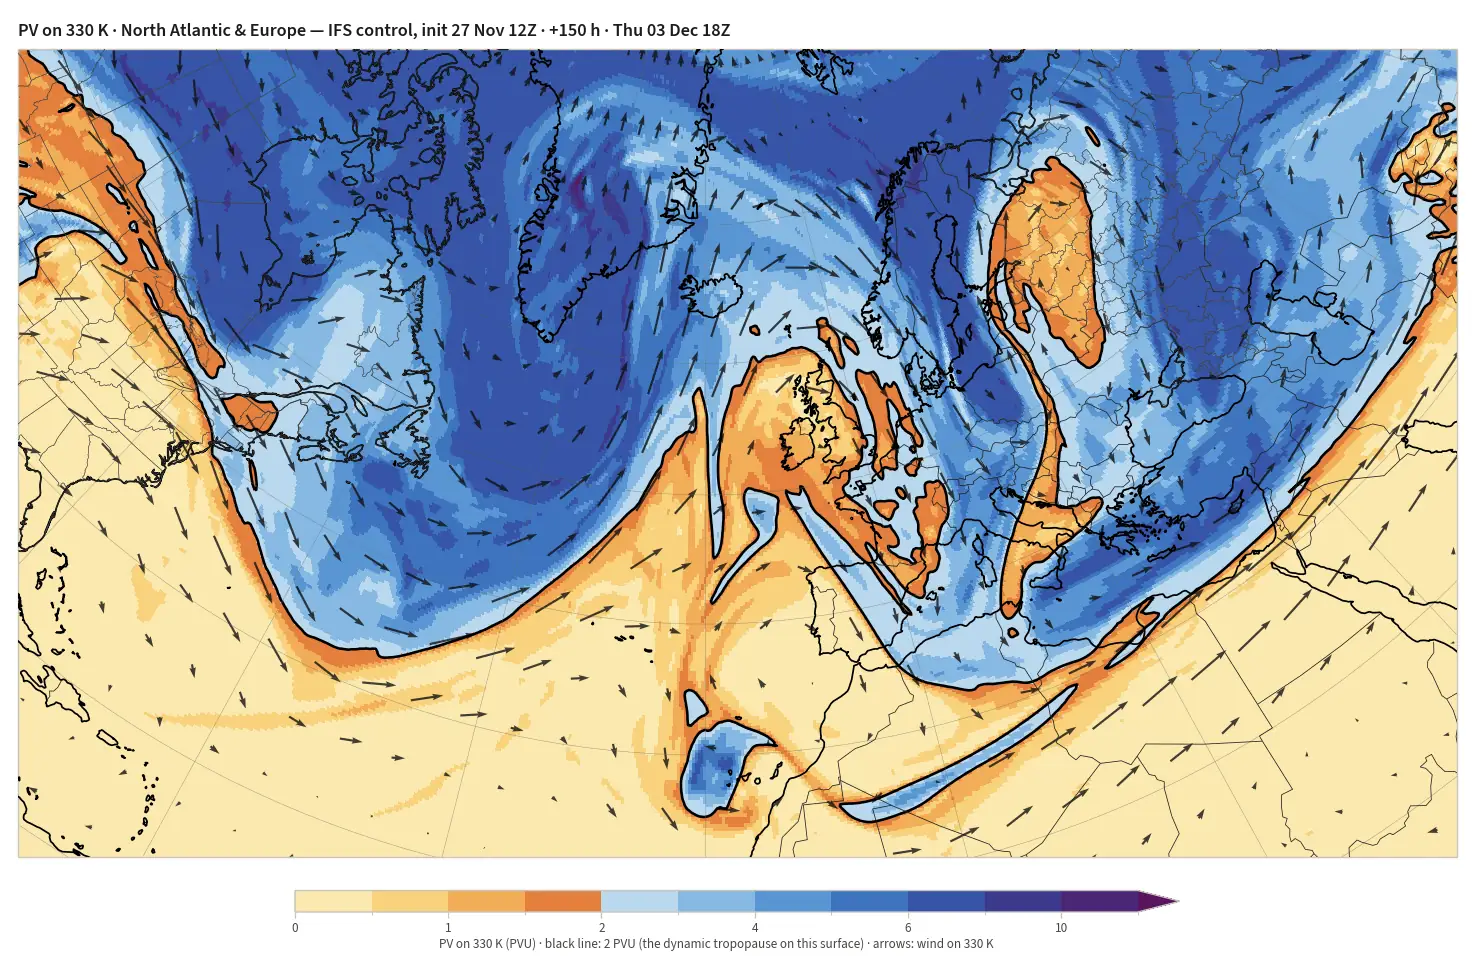 PV on 330 K · North Atlantic & Europe — IFS control, init 27 Nov 12Z · +150 h · Thu 03 Dec 18Z
0 1 2 4 6 10
PV on 330 K (PVU) · black line: 2 PVU (the dynamic tropopause on this surface) · arrows: wind on 330 K